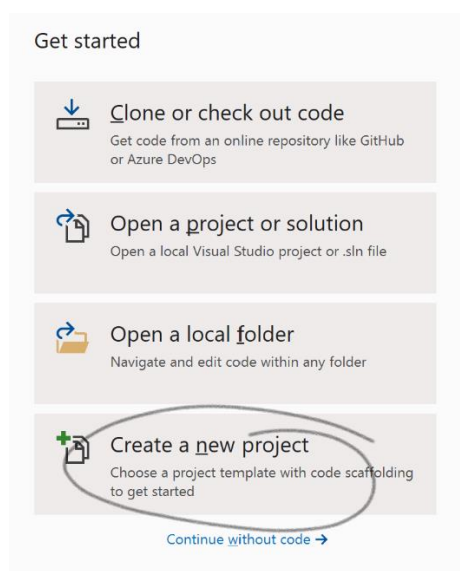 Get started
Clone or check out code
Get code from an online repository like GitHub
or Azure DevOps
Open a project or solution
Open a local Visual Studio project or .sln file
Open a local folder
Navigate and edit code within any folder
Create a new project
Choose a project template with code scaffolding
to get started
Continue without code →